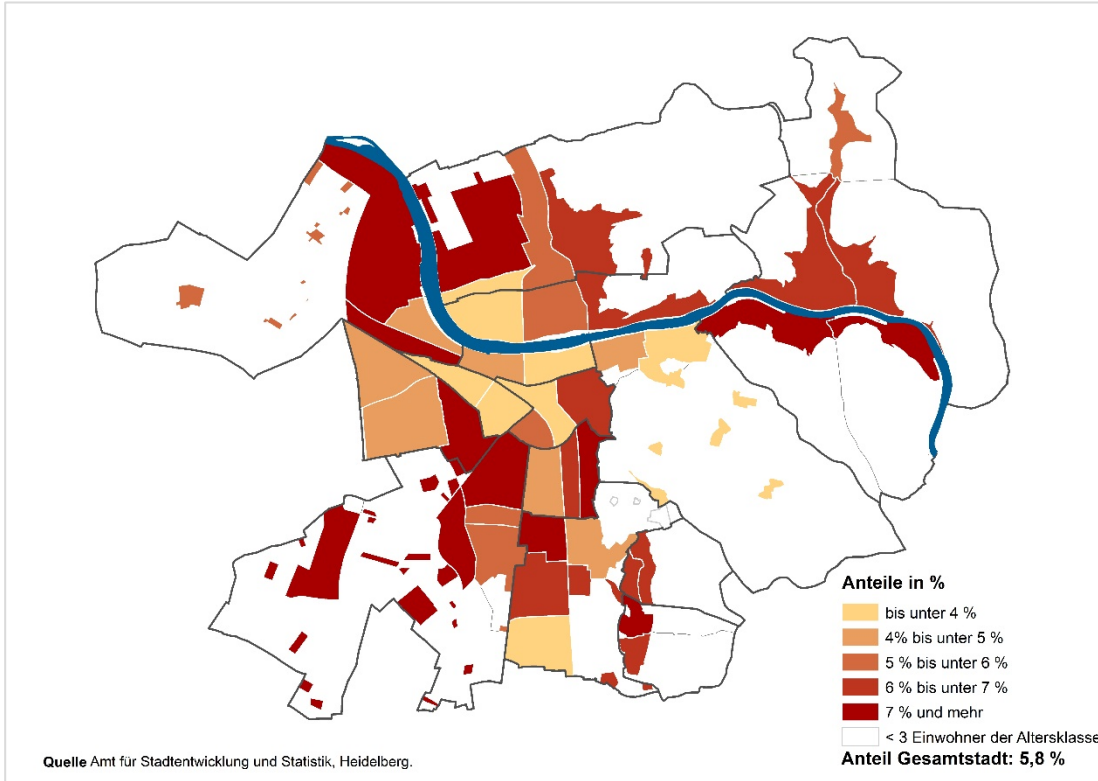 Anteile in %
bis unter 4 %
4% bis unter 5 %
5 % bis unter 6 %
6 % bis unter 7 %
7 % und mehr
< 3 Einwohner der Altersklasse
Anteil Gesamtstadt: 5,8 %
Quelle Amt für Stadtentwicklung und Statistik, Heidelberg.